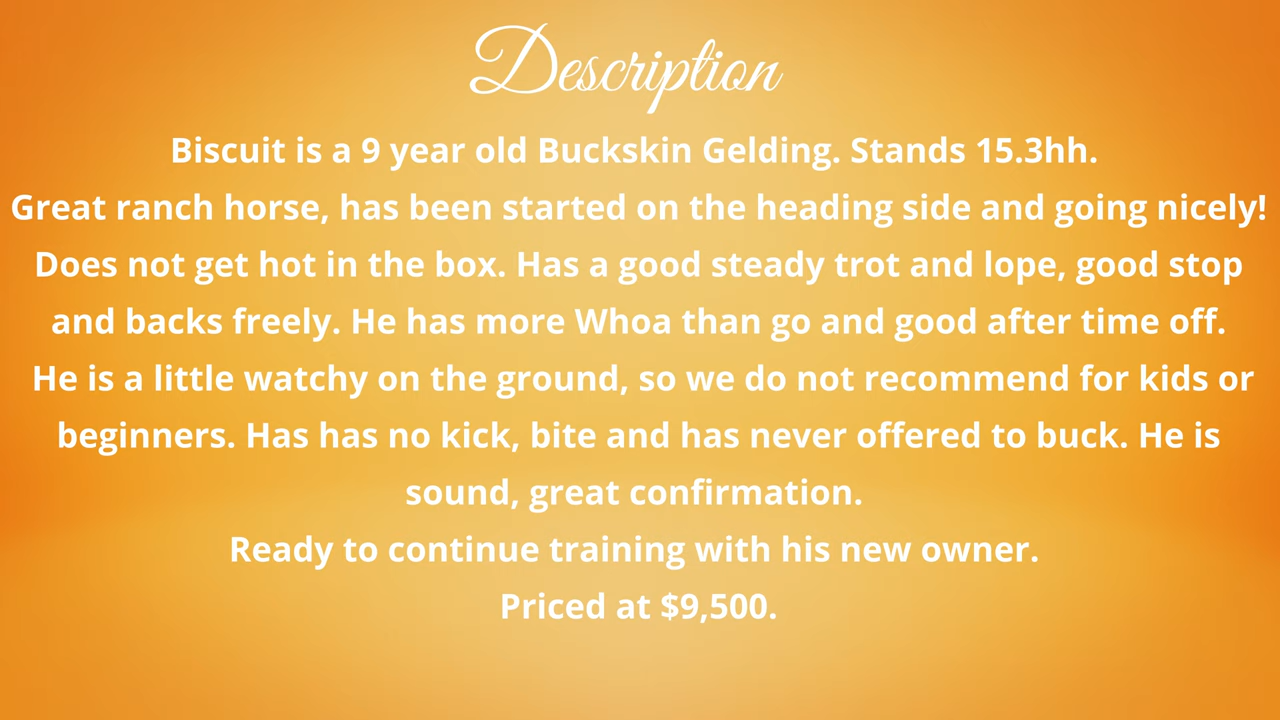 Description
Biscuit is a 9 year old Buckskin Gelding. Stands 15.3hh.
Great ranch horse, has been started on the heading side and going nicely!
Does not get hot in the box. Has a good steady trot and lope, good stop
and backs freely. He has more Whoa than go and good after time off.
He is a little watchy on the ground, so we do not recommend for kids or
beginners. Has has no kick, bite and has never offered to buck. He is
sound, great confirmation.
Ready to continue training with his new owner.
Priced at $9,500.